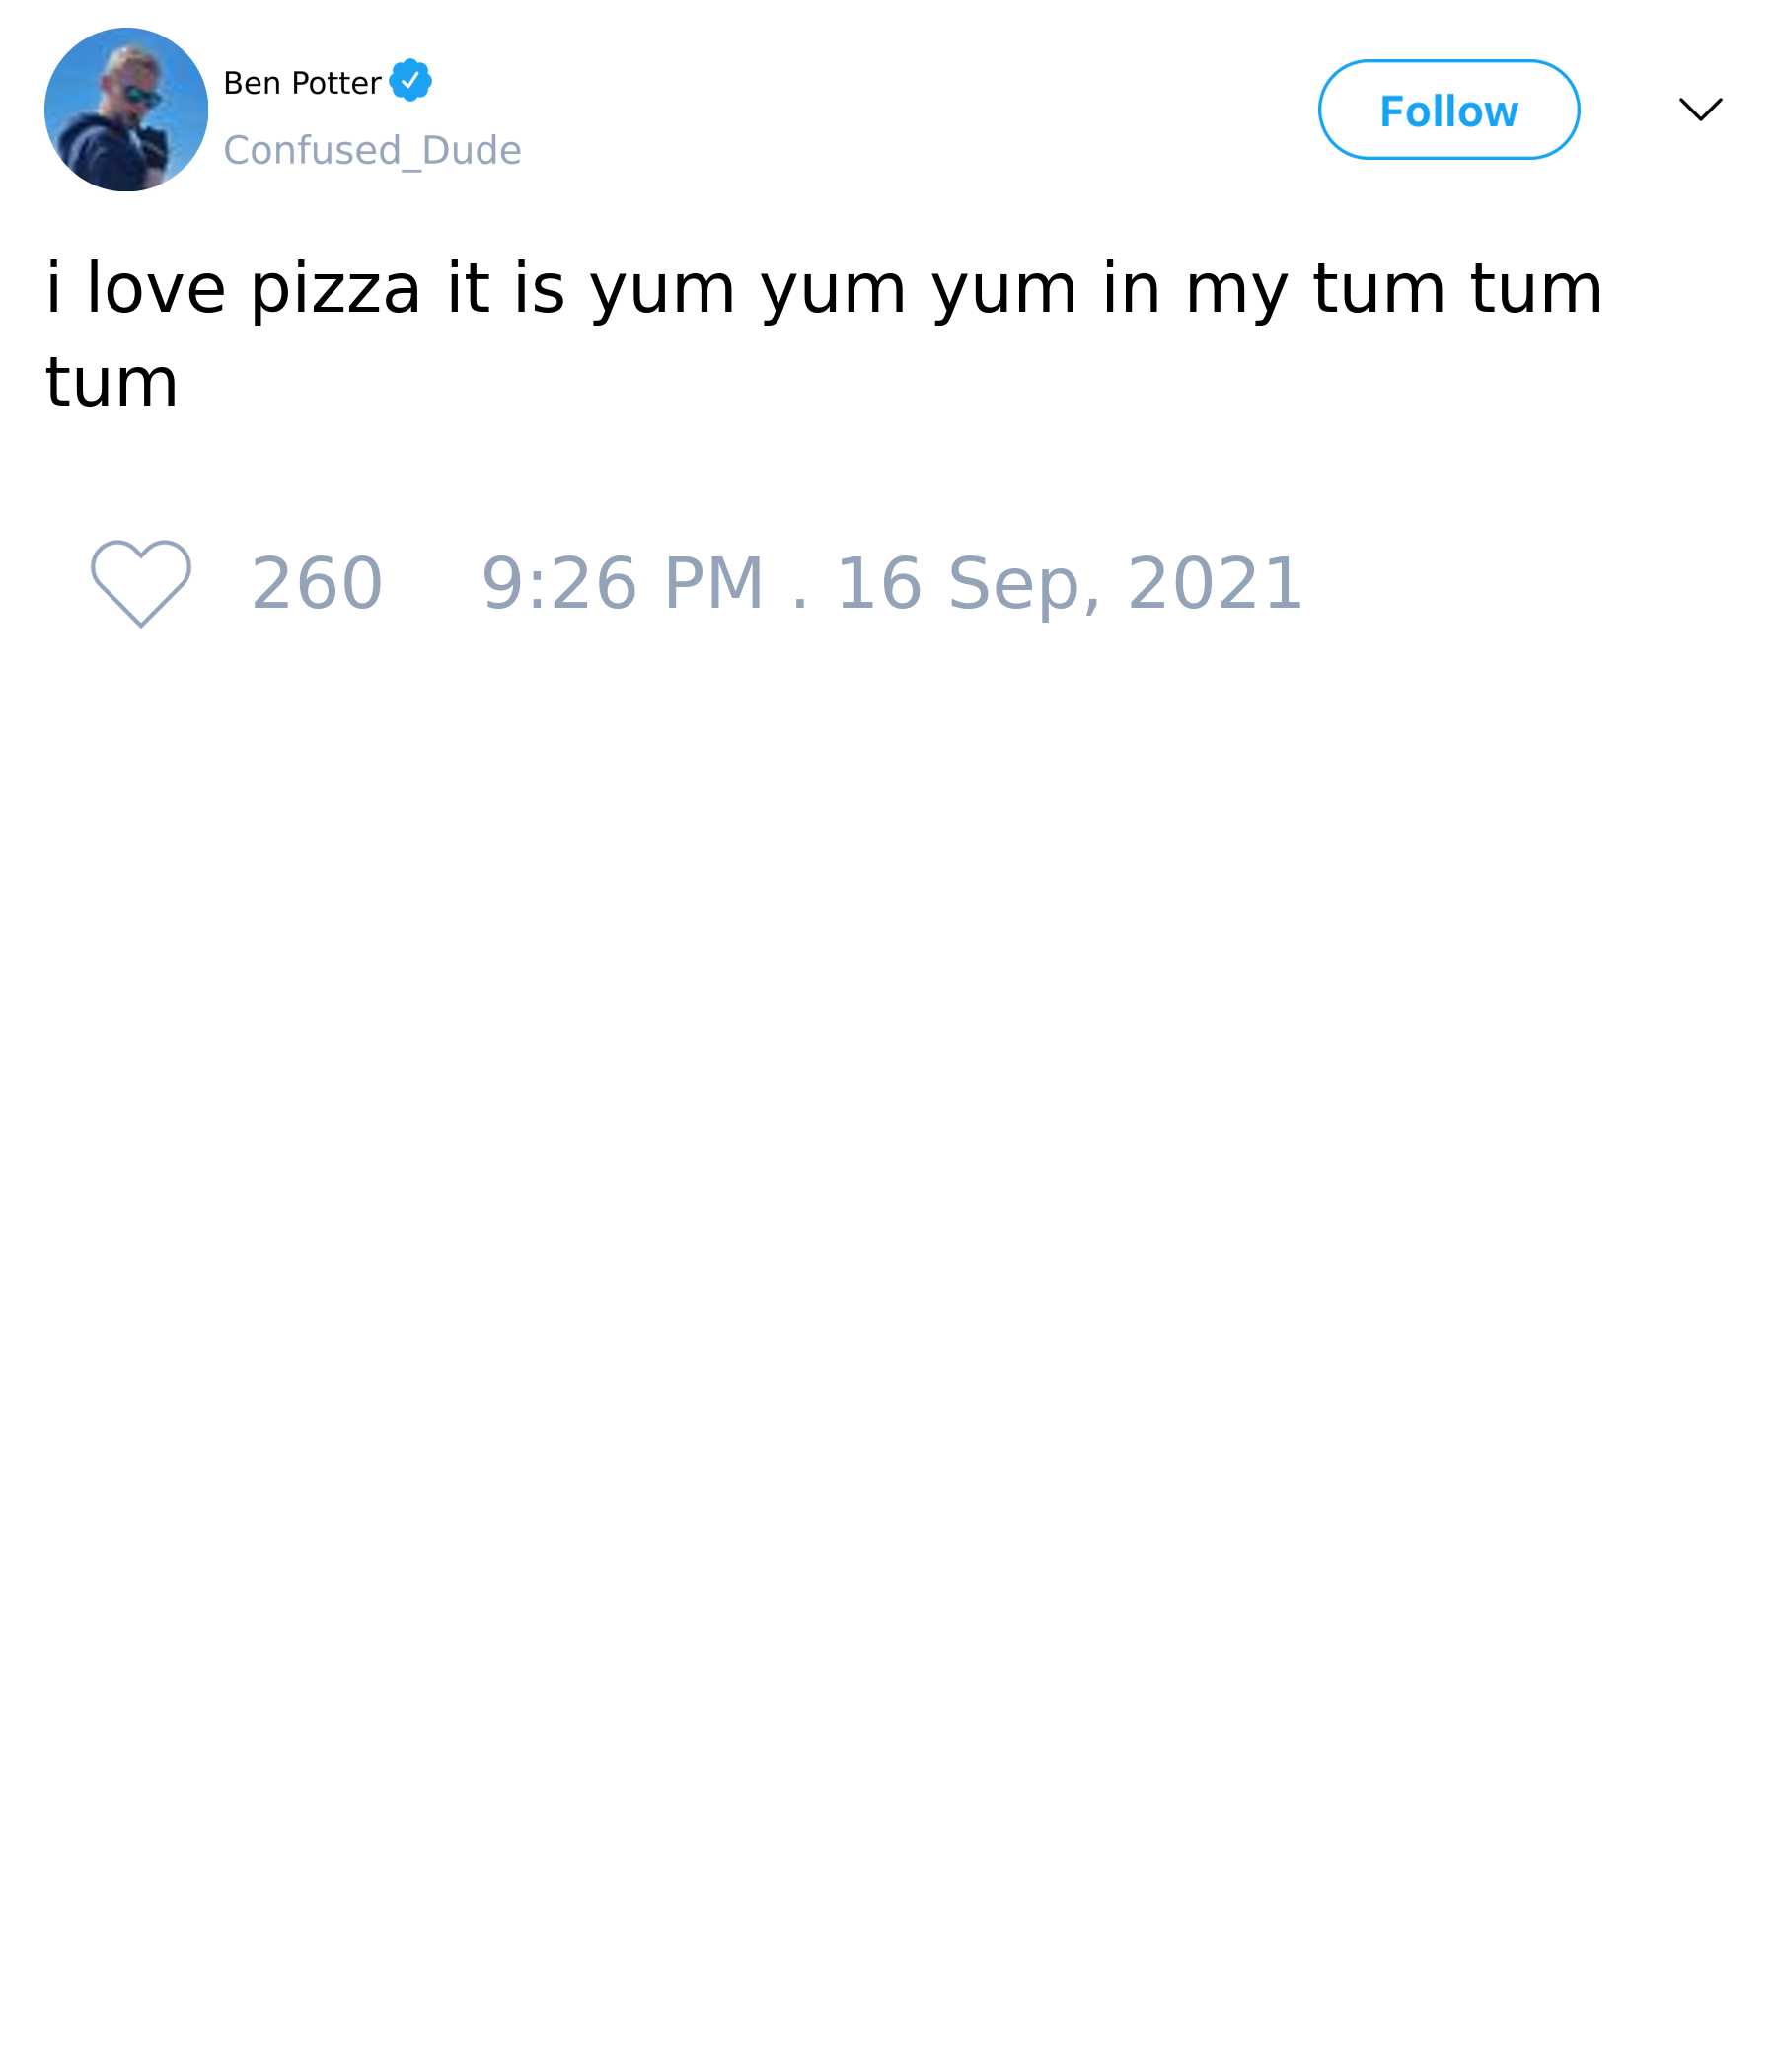 Ben Potter
Confused_Dude
Follow
i love pizza it is yum yum yum in my tum tum
tum
260 9:26 PM . 16 Sep, 2021